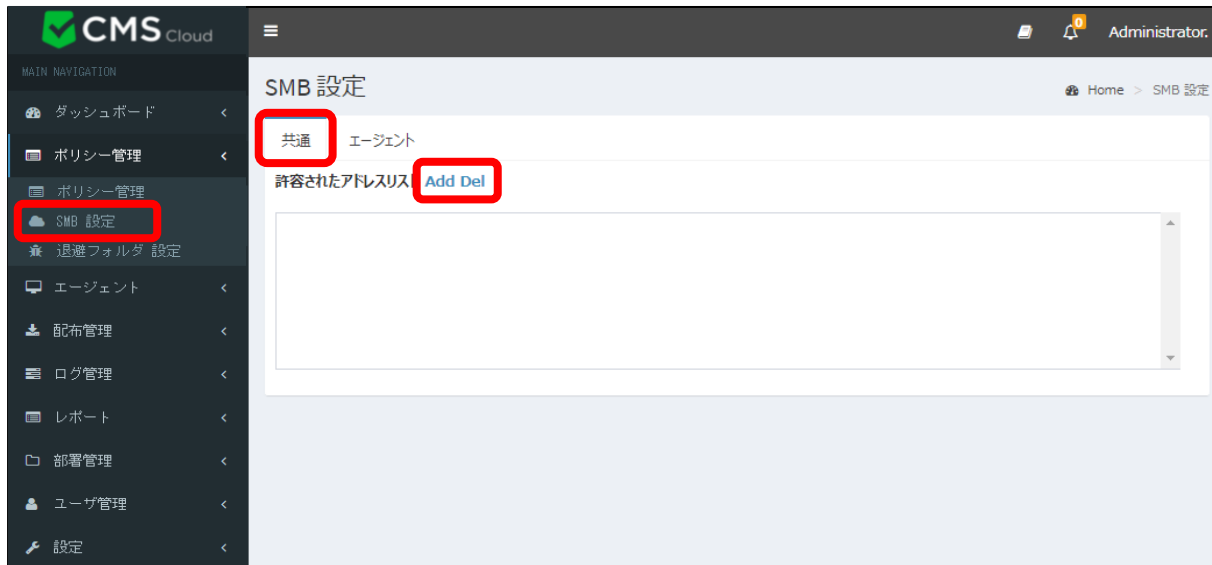 CMS Cloud
Administrator.
0
MAIN NAVIGATION
ダッシュボード
ポリシー管理
ポリシー管理
SMB 設定
退避フォルダ 設定
エージェント
配布管理
ログ管理
レポート
部署管理
ユーザ管理
設定
SMB 設定
Home > SMB 設定
共通 エージェント
許容されたアドレスリスト Add Del